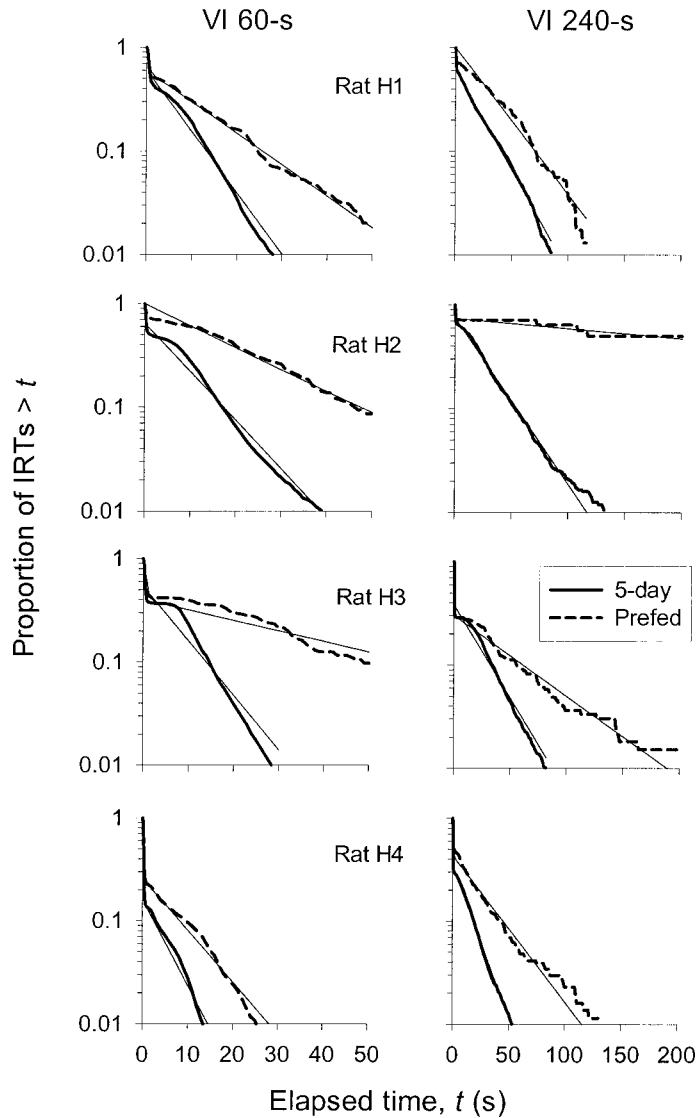 VI 60-s
VI 240-s
Proportion of IRTs > t
1
0.1
0.01
Rat H1
1
0.1
0.01
Rat H2
1
0.1
0.01
Rat H3
5-day
Prefed
1
0.1
0.01
Rat H4
0 10 20 30 40 50
0 50 100 150 200
Elapsed time, t (s)